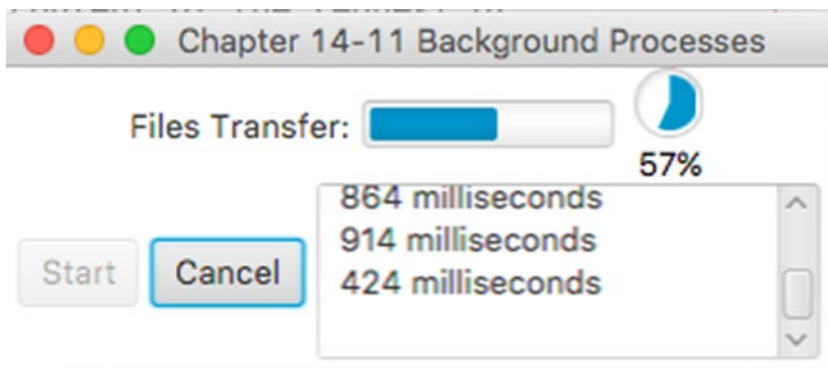 Chapter 14-11 Background Processes
Files Transfer:
57%
864 milliseconds
914 milliseconds
424 milliseconds
Start
Cancel